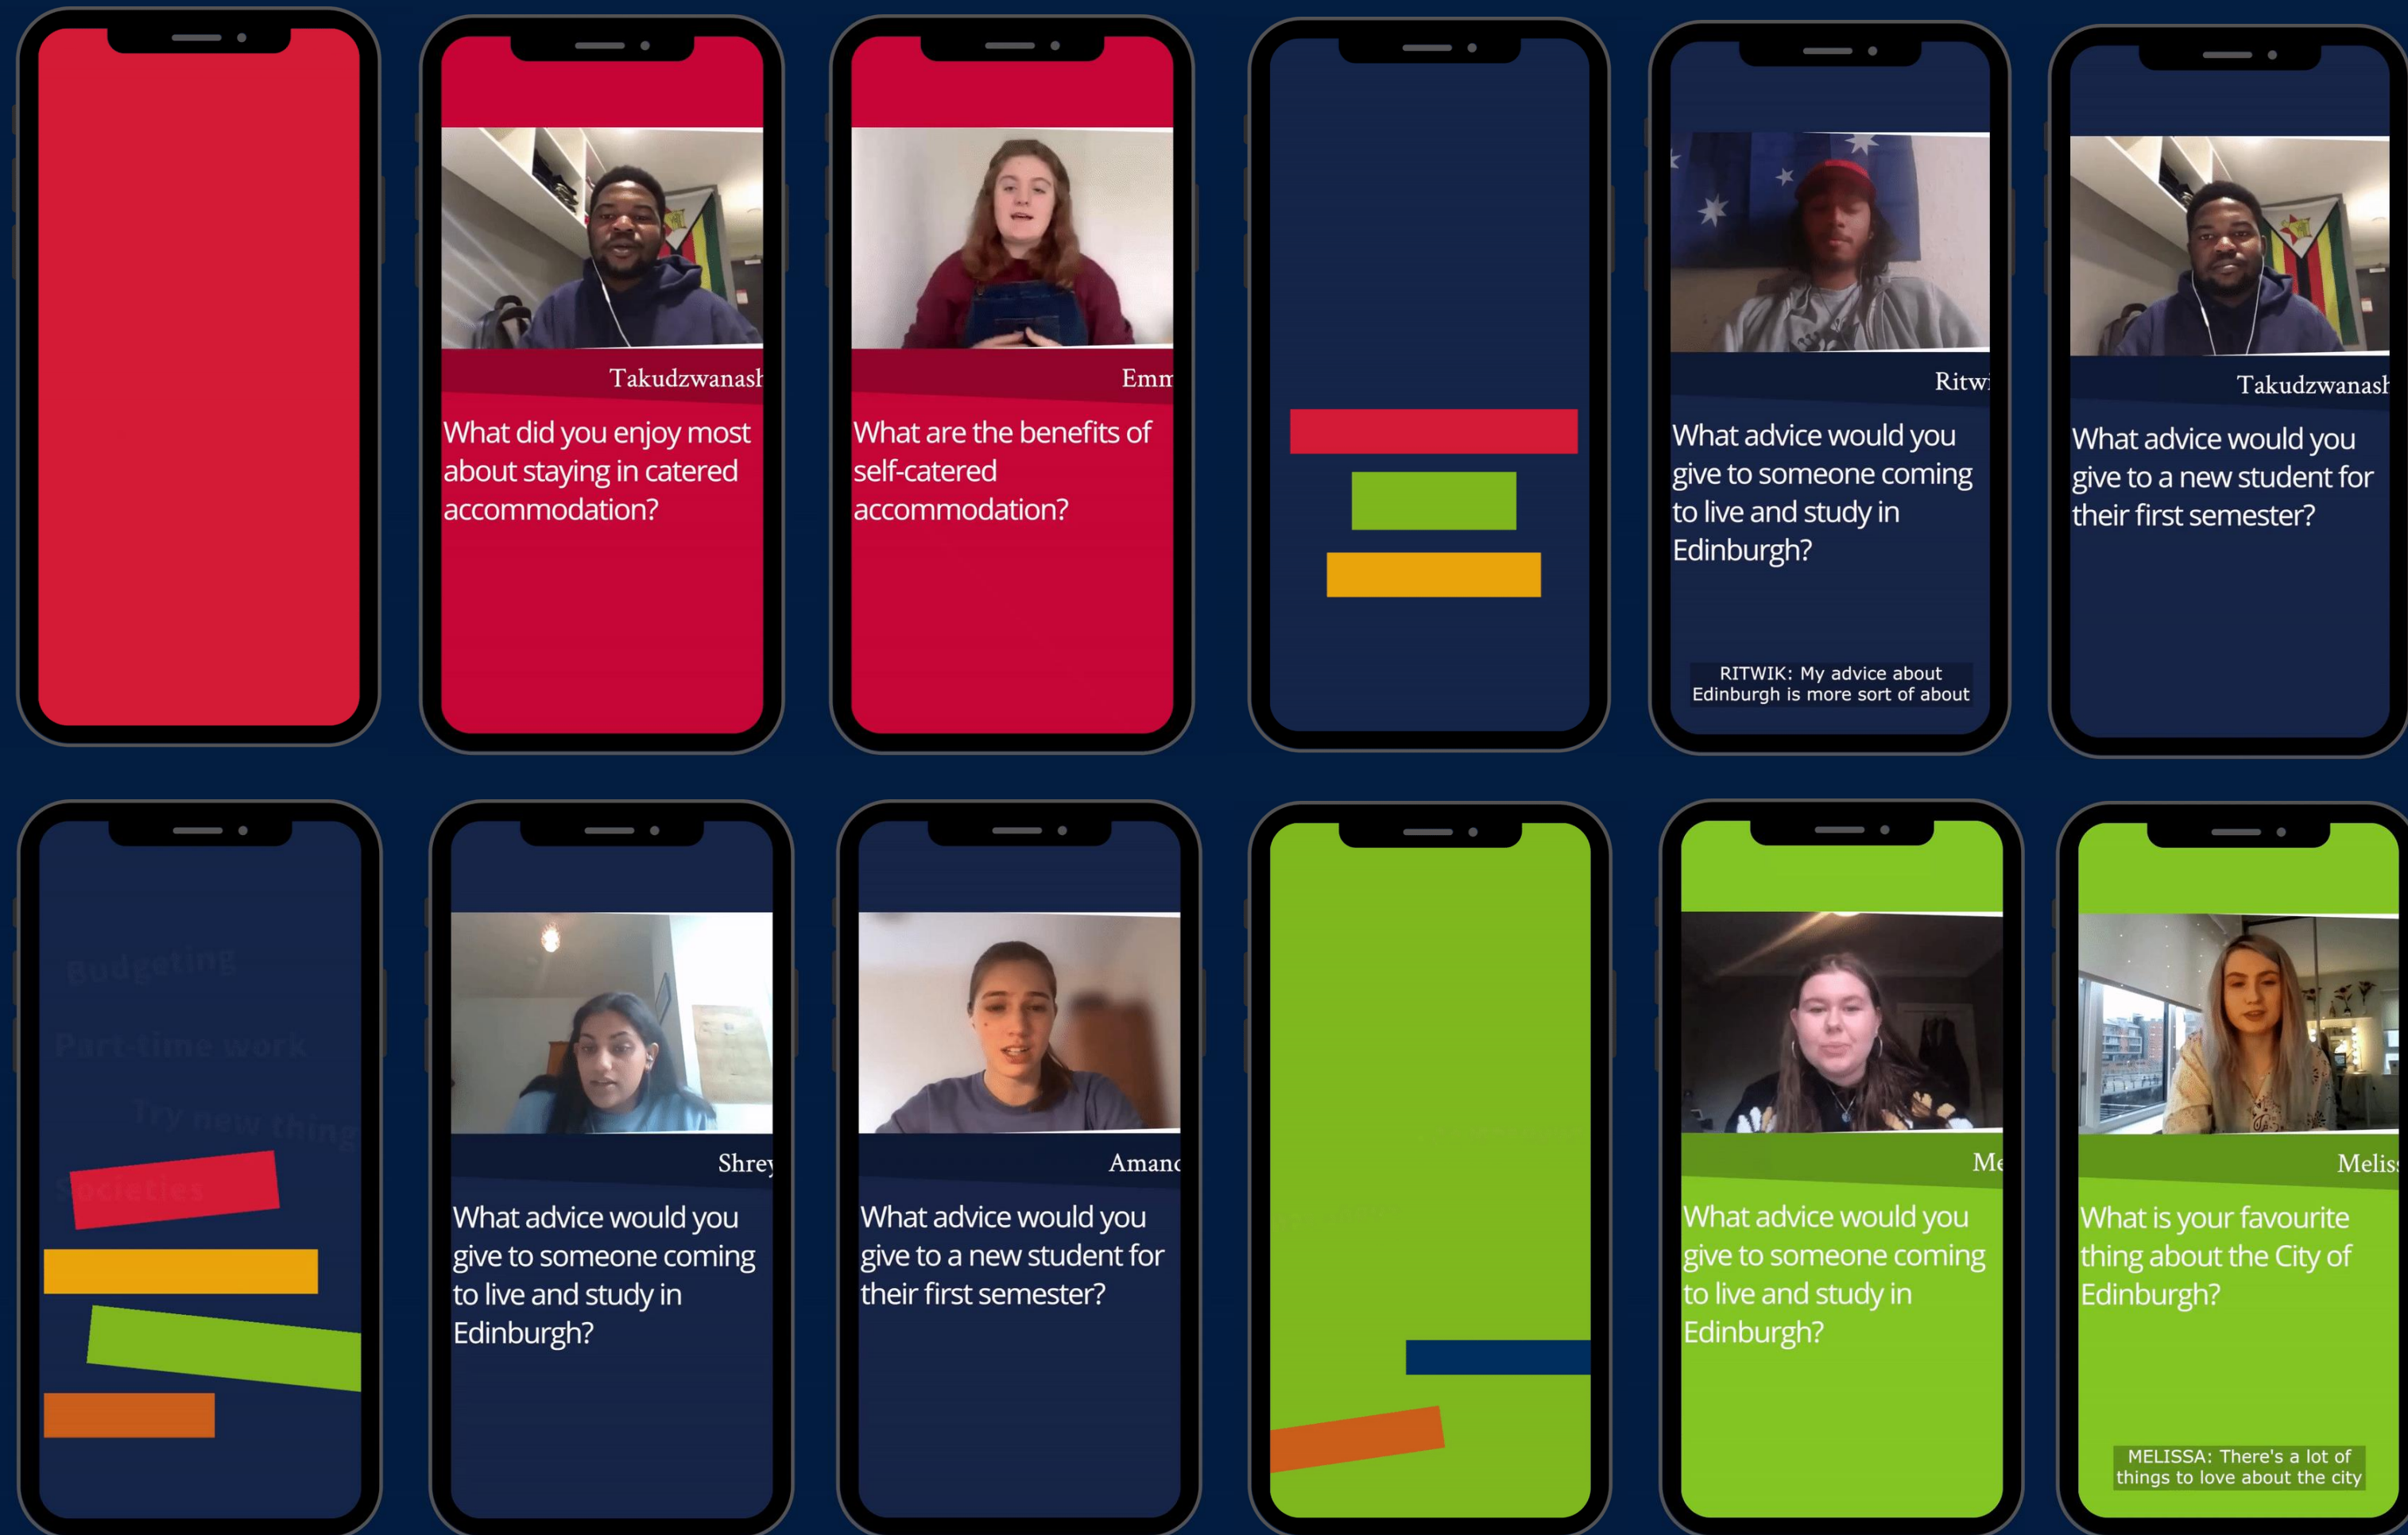 Takudzwanash
What did you enjoy most
about staying in catered
accommodation?
Emm
What are the benefits of
self-catered
accommodation?
Ritwi
What advice would you
give to someone coming
to live and study in
Edinburgh?
RITWIK: My advice about
Edinburgh is more sort of about
Takudzwanash
What advice would you
give to a new student for
their first semester?
Budgeting
Part-time work
Try new thing
Societies
Shrey
What advice would you
give to someone coming
to live and study in
Edinburgh?
Amand
What advice would you
give to a new student for
their first semester?
Me
What advice would you
give to someone coming
to live and study in
Edinburgh?
Meliss
What is your favourite
thing about the City of
Edinburgh?
MELISSA: There's a lot of
things to love about the city